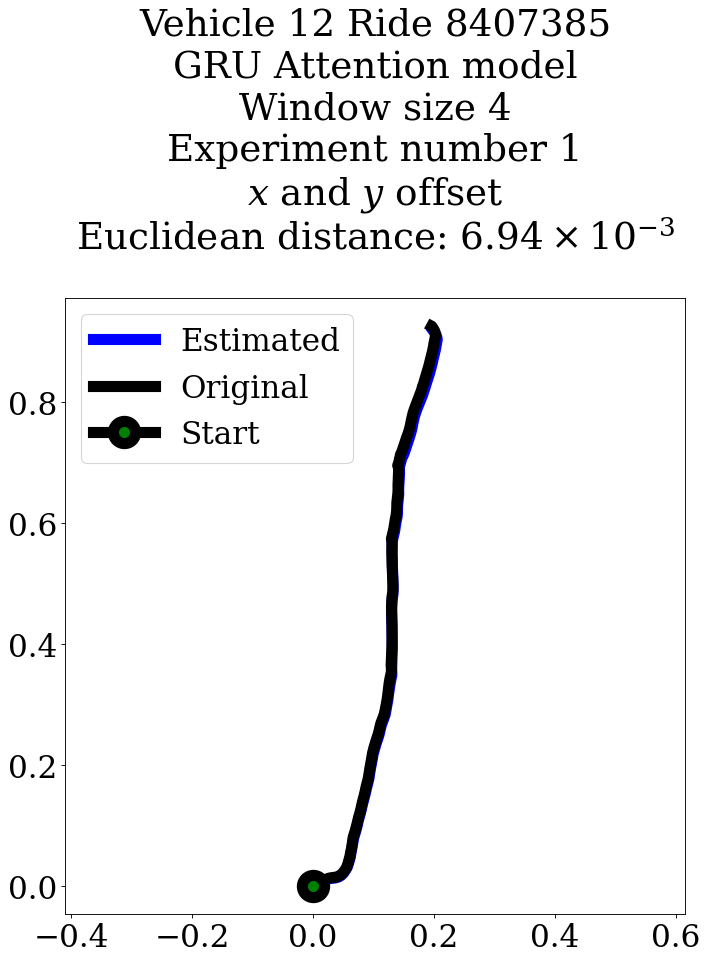 Vehicle 12 Ride 8407385
GRU Attention model
Window size 4
Experiment number 1
x and y offset
Euclidean distance: 6.94 × 10⁻³
Estimated
Original
Start
0.8
0.6
0.4
0.2
0.0
−0.4 −0.2 0.0 0.2 0.4 0.6